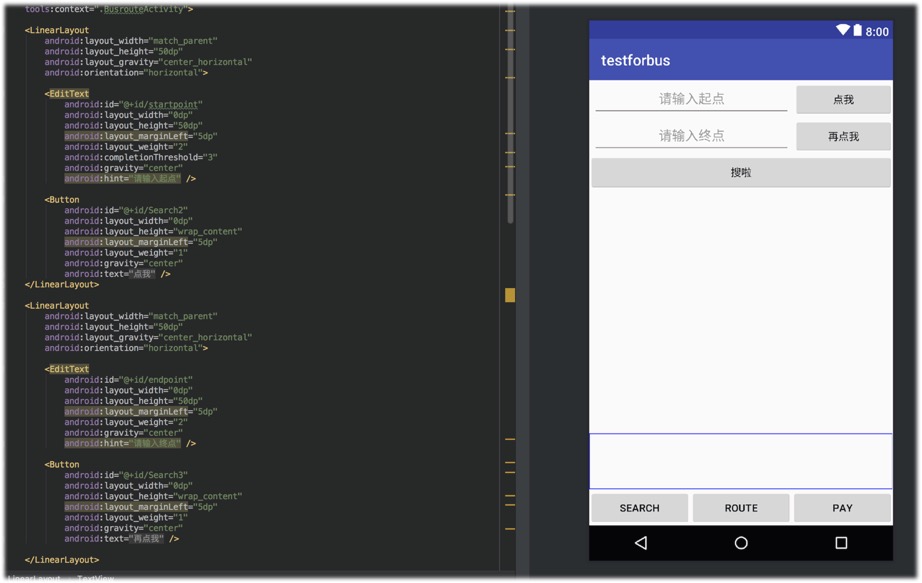 tools:context=".BusrouteActivity">
<LinearLayout
android:layout_width="match_parent"
android:layout_height="50dp"
android:layout_gravity="center_horizontal"
android:orientation="horizontal">
<EditText
android:id="@+id/startpoint"
android:layout_width="0dp"
android:layout_height="50dp"
android:layout_marginLeft="5dp"
android:layout_weight="2"
android:completionThreshold="3"
android:gravity="center"
android:hint="请输入起点" />
<Button
android:id="@+id/Search2"
android:layout_width="0dp"
android:layout_height="wrap_content"
android:layout_marginLeft="5dp"
android:layout_weight="1"
android:gravity="center"
android:text="点我" />
</LinearLayout>
<LinearLayout
android:layout_width="match_parent"
android:layout_height="50dp"
android:layout_gravity="center_horizontal"
android:orientation="horizontal">
<EditText
android:id="@+id/endpoint"
android:layout_width="0dp"
android:layout_height="50dp"
android:layout_marginLeft="5dp"
android:layout_weight="2"
android:gravity="center"
android:hint="请输入终点" />
<Button
android:id="@+id/Search3"
android:layout_width="0dp"
android:layout_height="wrap_content"
android:layout_marginLeft="5dp"
android:layout_weight="1"
android:gravity="center"
android:text="再点我" />
</LinearLayout>
LinearLayout TextView
8:00
testforbus
请输入起点 点我
请输入终点 再点我
搜啦
SEARCH ROUTE PAY